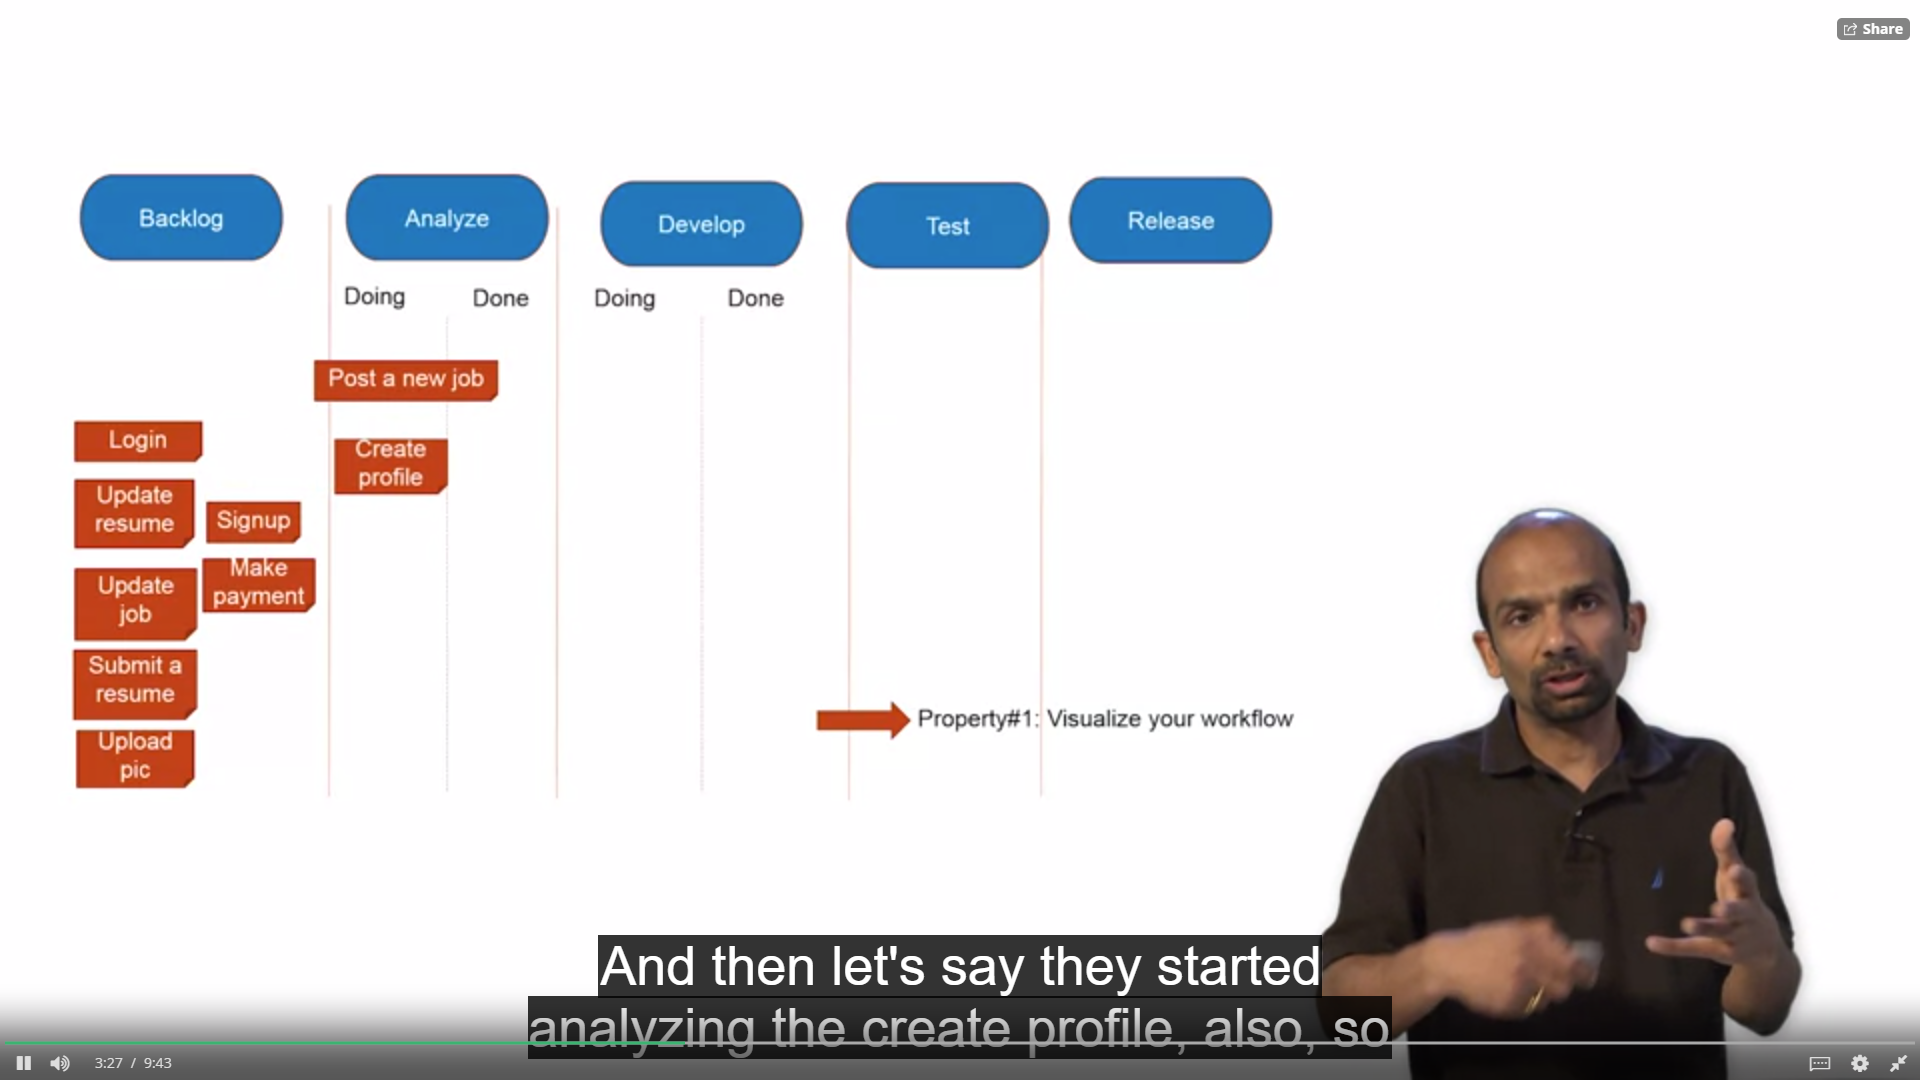 Share
Backlog
Analyze
Develop
Test
Release
Doing
Done
Doing
Done
Post a new job
Login
Create
profile
Update
resume
Signup
Make
payment
Update
job
Submit a
resume
Upload
pic
Property#1: Visualize your workflow
And then let's say they started
analyzing the create profile, also, so
3:27 / 9:43